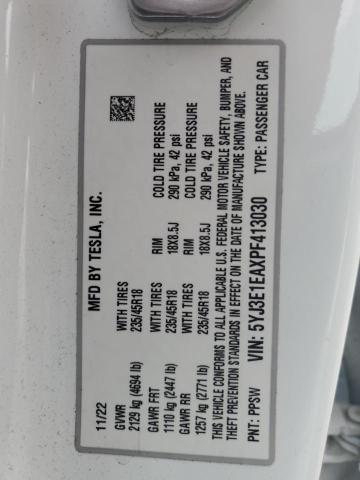 MFD BY TESLA, INC.
11/22
GVWR
2129 kg (4694 lb)
GAWR FRT WITH TIRES RIM COLD TIRE PRESSURE
1110 kg (2447 lb) 235/45R18 18X8.5J 290 kPa, 42 psi
GAWR RR WITH TIRES RIM COLD TIRE PRESSURE
1257 kg (2771 lb) 235/45R18 18X8.5J 290 kPa, 42 psi
THIS VEHICLE CONFORMS TO ALL APPLICABLE U.S. FEDERAL MOTOR VEHICLE SAFETY, BUMPER, AND
THEFT PREVENTION STANDARDS IN EFFECT ON THE DATE OF MANUFACTURE SHOWN ABOVE.
PNT: PPSW VIN: 5YJ3E1EAXPF413030 TYPE: PASSENGER CAR